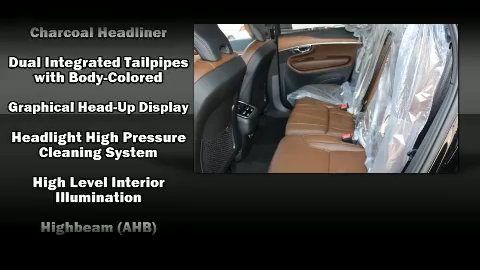 Charcoal Headliner
Dual Integrated Tailpipes
with Body-Colored
Graphical Head-Up Display
Headlight High Pressure
Cleaning System
High Level Interior
Illumination
Highbeam (AHB)